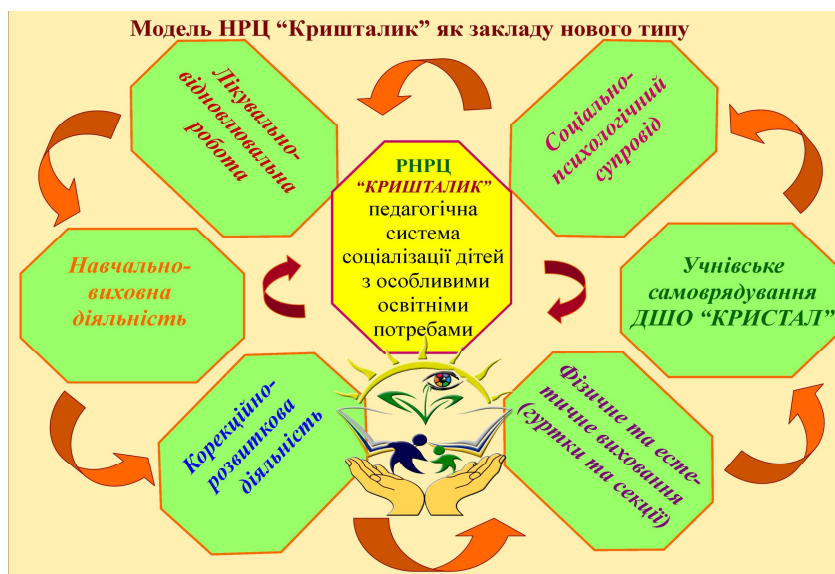 Модель НРЦ “Кришталик” як закладу нового типу
Лікувально-
відновлювальна
робота
Соціально-
психологічний
супровід
РНРЦ
“КРИШТАЛИК”
педагогічна
система
соціалізації дітей
з особливими
освітніми
потребами
Навчально-
виховна
діяльність
Учнівське
самоврядування
ДШО “КРИСТАЛ”
Корекційно-
розвиткова
діяльність
Фізичне та есте-
тичне виховання
(гуртки та секції)